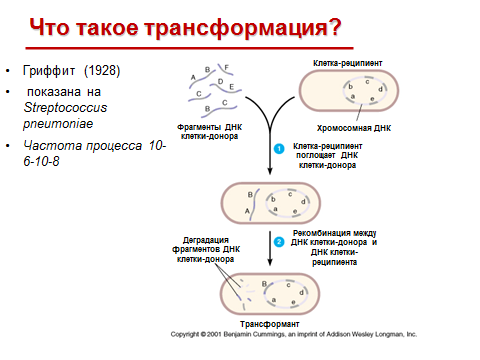 Что такое трансформация?
• Гриффит (1928)
• показана на
Streptococcus
pneumoniae
• Частота процесса 10-
6-10-8
Клетка-реципиент
A
B
F
D
E
A
C
B
C
b
c
d
a
e
Фрагменты ДНК
клетки-донора
Хромосомная ДНК
1
Клетка-реципиент
поглощает ДНК
клетки-донора
B
A
b
c
d
a
e
Деградация
фрагментов ДНК
клетки-донора
2
Рекомбинация между
ДНК клетки-донора и
ДНК клетки-
реципиента
B
A
c
d
a
e
Трансформант
Copyright © 2001 Benjamin Cummings, an imprint of Addison Wesley Longman, Inc.